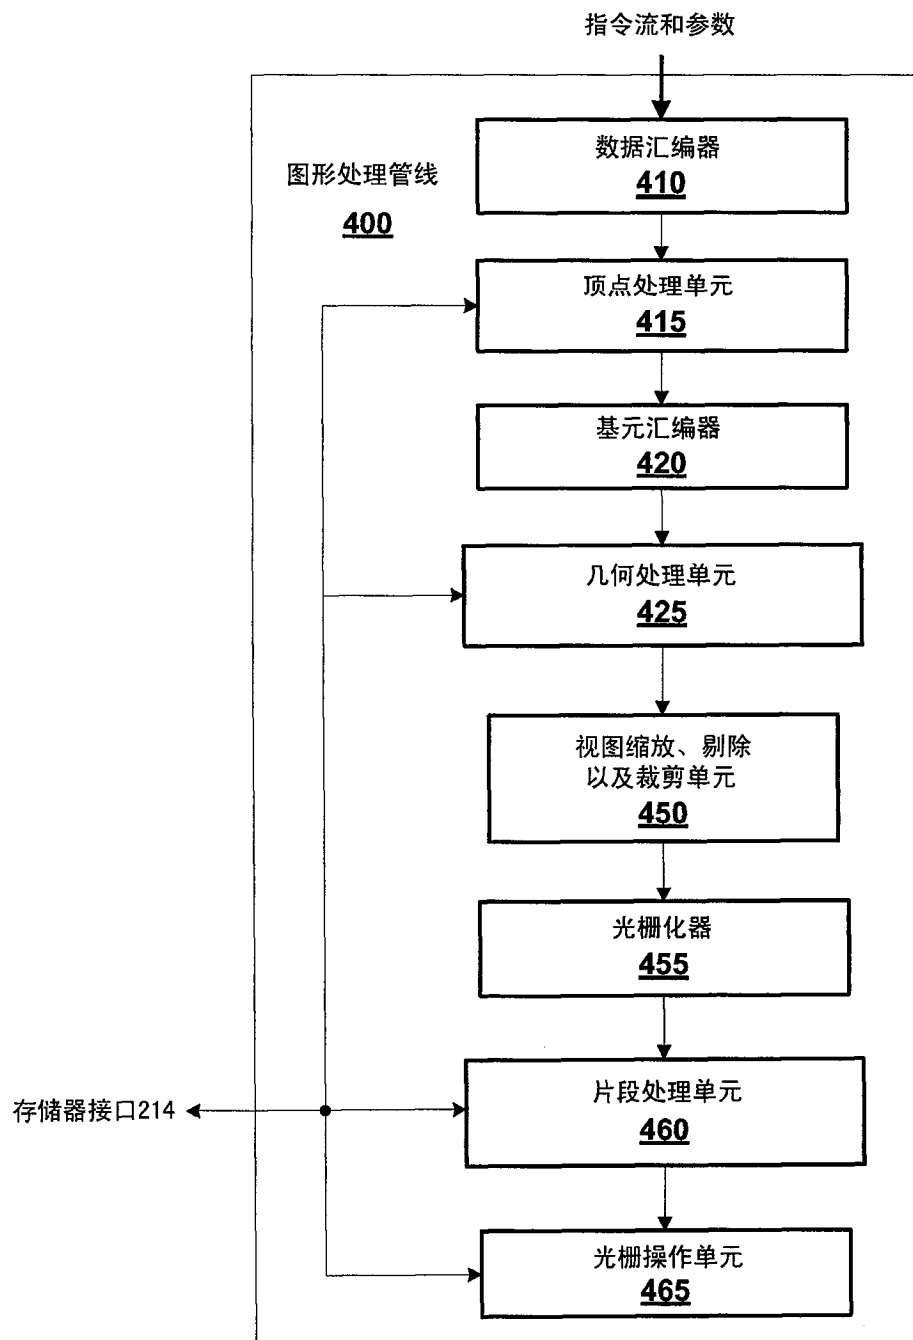 指令流和参数
数据汇编器
410
图形处理管线
400
顶点处理单元
415
基元汇编器
420
几何处理单元
425
视图缩放、剔除
以及裁剪单元
450
光栅化器
455
片段处理单元
460
存储器接口214
光栅操作单元
465